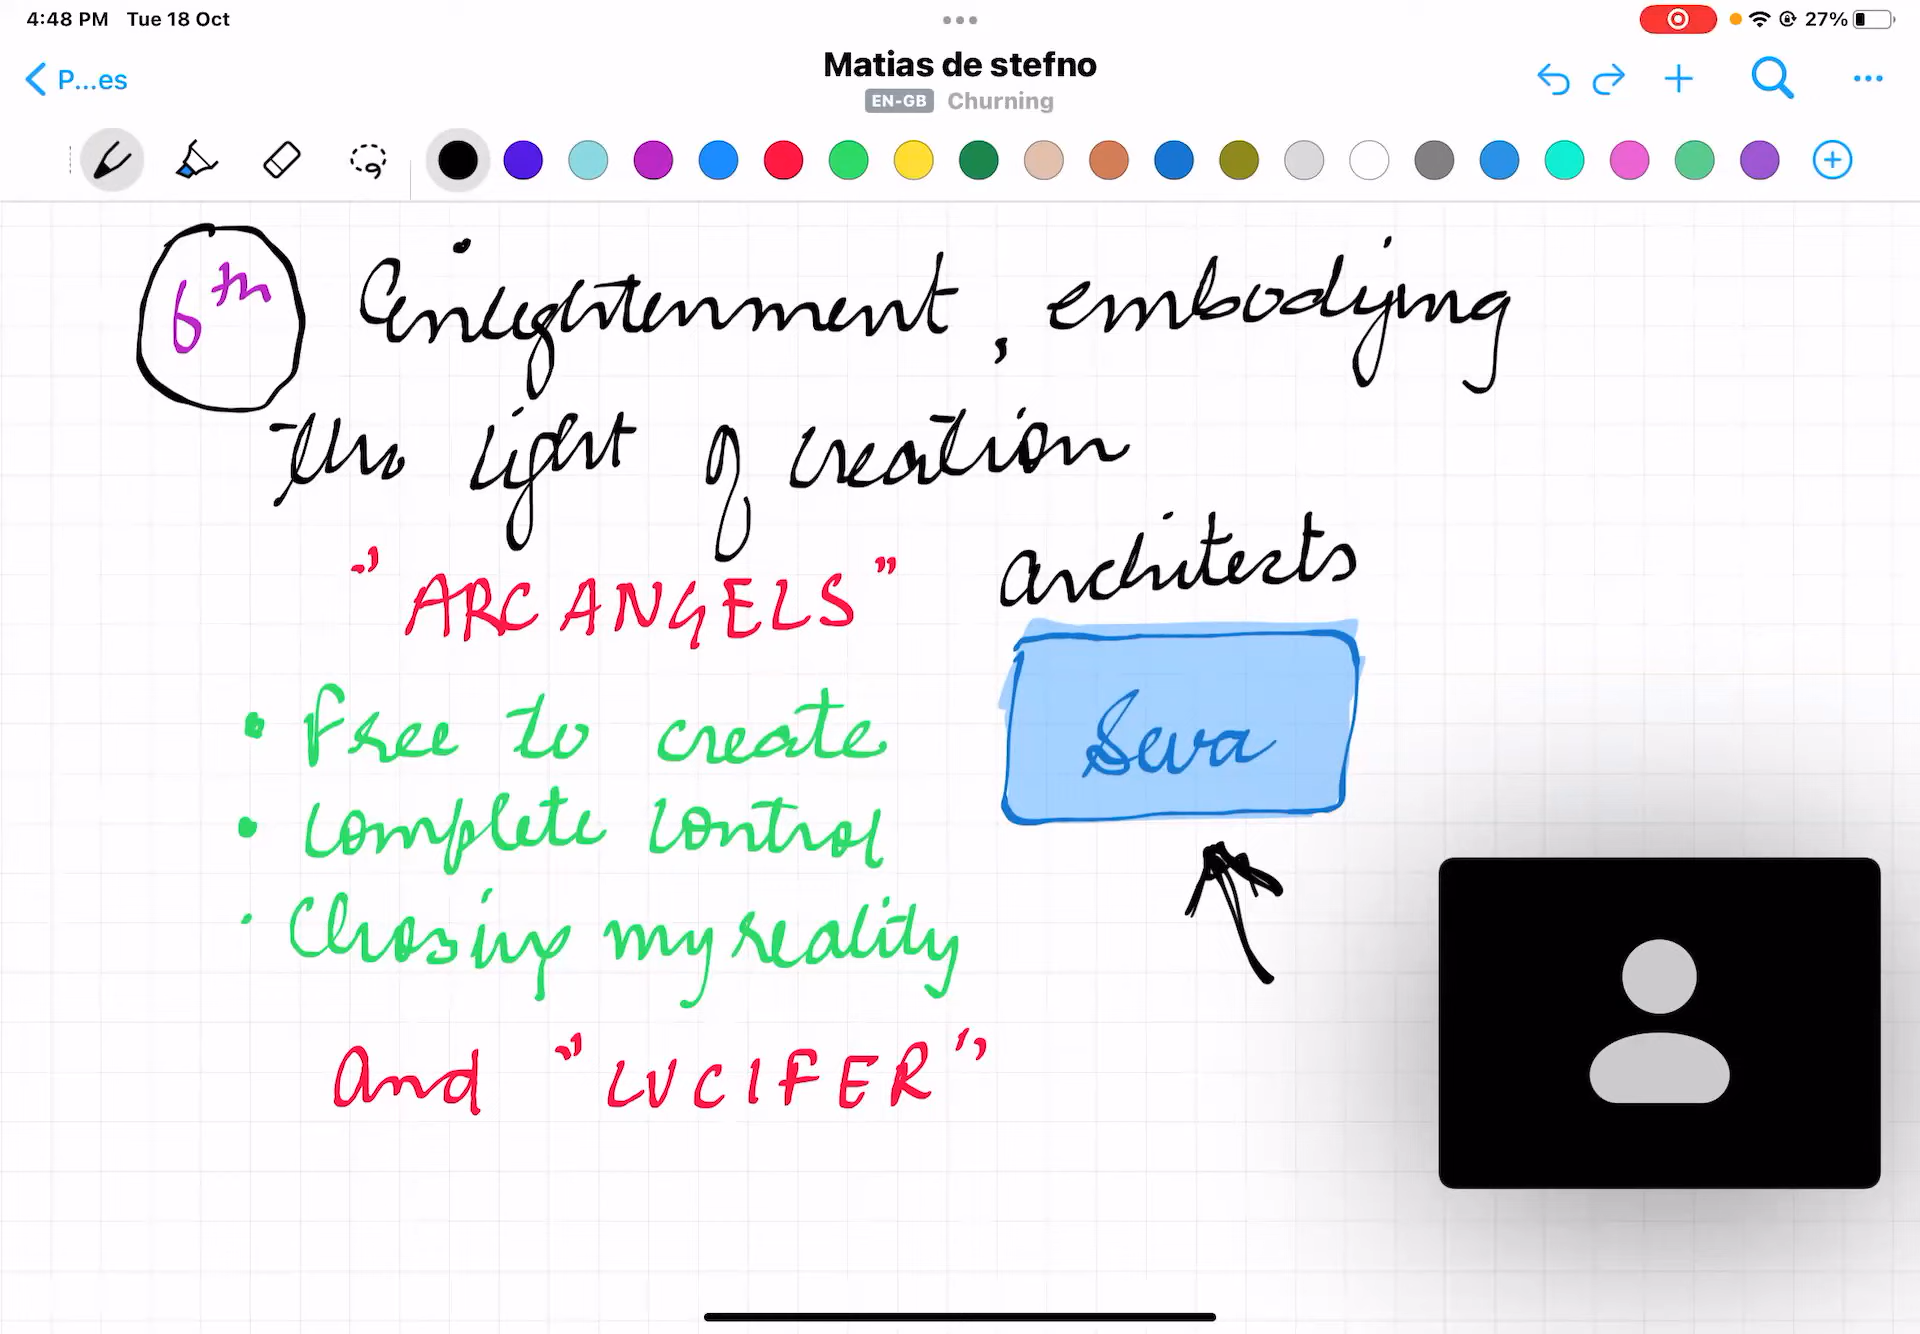 4:48 PM Tue 18 Oct
27%
P...es
Matias de stefno
EN-GB Churning
6th Enlightenment, embodying
the light of creation
architects
"ARC ANGELS"
Seva
• Free to create
• Complete control
• Chosing my reality
And "LUCIFER"